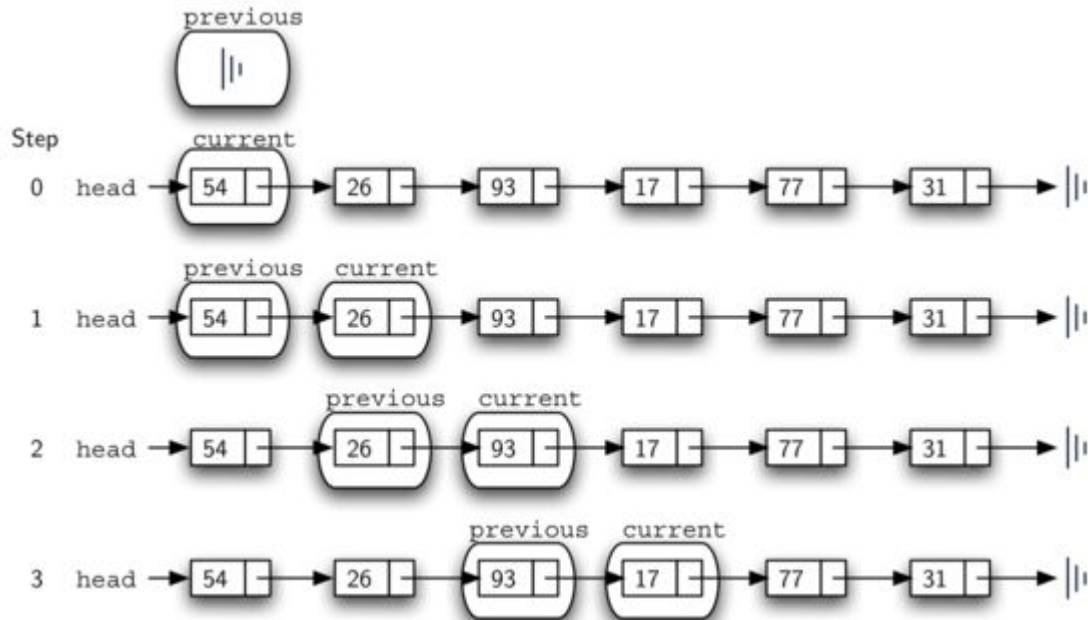 previous
Step
current
0 head 54 26 93 17 77 31
previous current
1 head 54 26 93 17 77 31
previous current
2 head 54 26 93 17 77 31
previous current
3 head 54 26 93 17 77 31